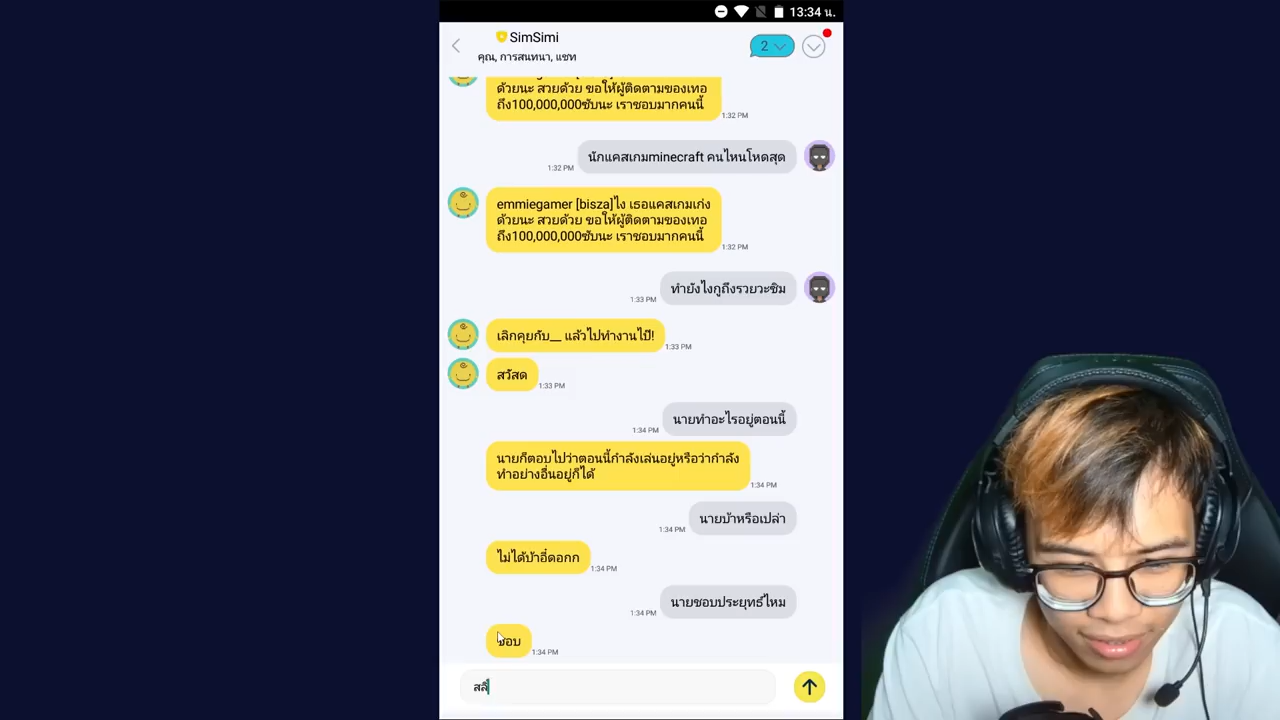 13:34 น.
SimSimi
2
คุณ, การสนทนา, แชท
ด้วยนะ สวยด้วย ขอให้ผู้ติดตามของเทอ
ถึง100,000,000ซับนะ เราชอบมากคนนี้
1:32 PM
นักแคสเกมminecraft คนไหนโหดสุด
1:32 PM
emmiegamer [bisza]ไง เธอแคสเกมเก่ง
ด้วยนะ สวยด้วย ขอให้ผู้ติดตามของเทอ
ถึง100,000,000ซับนะ เราชอบมากคนนี้
1:32 PM
ทำยังไงกูถึงรวยวะซิม
1:33 PM
เลิกคุยกับ__ แล้วไปทำงานไป๊!
1:33 PM
สวัสด
1:33 PM
นายทำอะไรอยู่ตอนนี้
1:34 PM
นายก็ตอบไปว่าตอนนี้กำลังเล่นอยู่หรือว่ากำลัง
ทำอย่างอื่นอยู่ก็ได้
1:34 PM
นายบ้าหรือเปล่า
1:34 PM
ไม่ได้บ้าอี่ดอกก
1:34 PM
นายชอบประยุทธ์ไหม
1:34 PM
ชอบ
1:34 PM